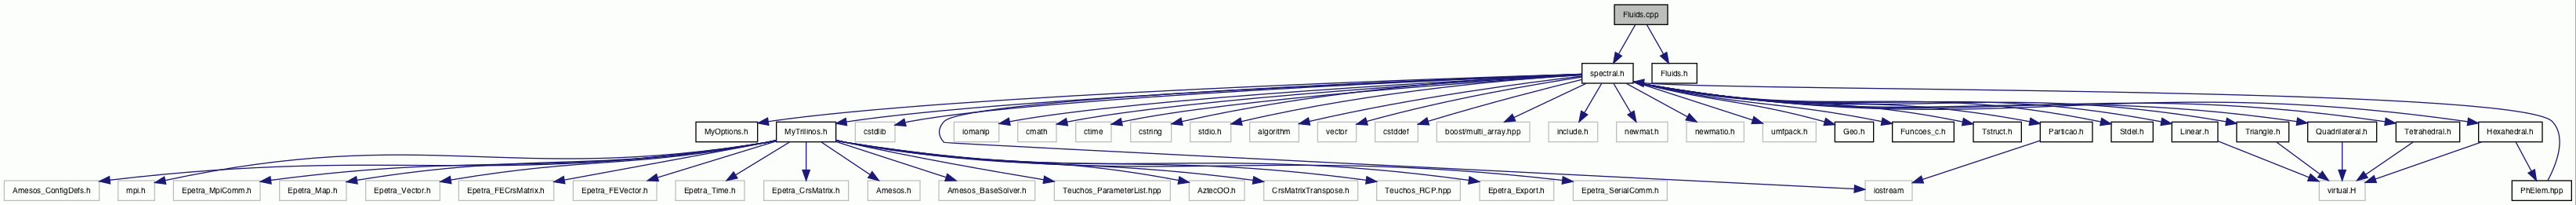 Fluids.cpp
spectral.h
Fluids.h
MyOptions.h
MyTrilinos.h
cstdlib
iomanip
cmath
ctime
cstring
stdio.h
algorithm
vector
cstddef
boost/multi_array.hpp
include.h
newmat.h
newmatio.h
umfpack.h
Geo.h
Funcoes_c.h
Tstruct.h
Particao.h
Stdel.h
Linear.h
Triangle.h
Quadrilateral.h
Tetrahedral.h
Hexahedral.h
Amesos_ConfigDefs.h
mpi.h
Epetra_MpiComm.h
Epetra_Map.h
Epetra_Vector.h
Epetra_FECrsMatrix.h
Epetra_FEVector.h
Epetra_Time.h
Epetra_CrsMatrix.h
Amesos.h
Amesos_BaseSolver.h
Teuchos_ParameterList.hpp
AztecOO.h
CrsMatrixTranspose.h
Teuchos_RCP.hpp
Epetra_Export.h
Epetra_SerialComm.h
iostream
virtual.H
PhElem.hpp